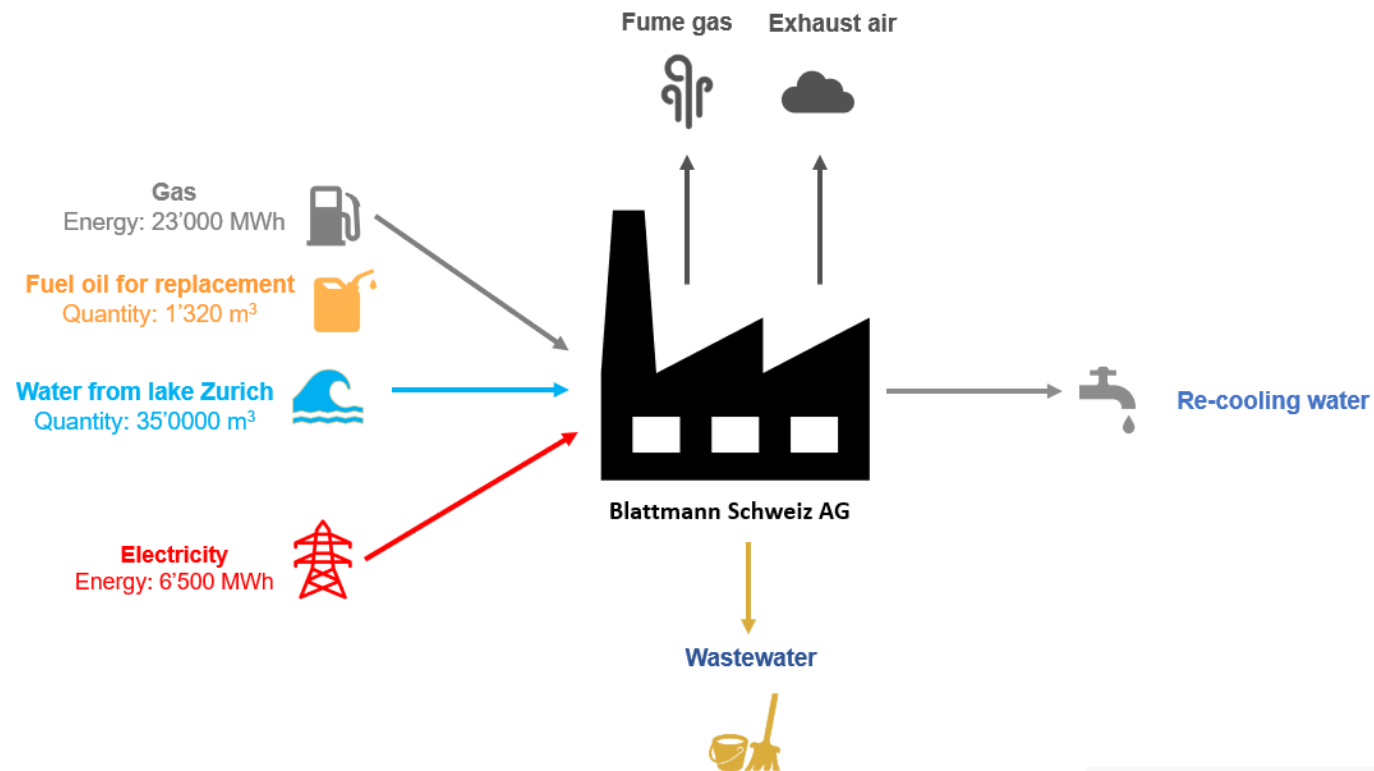 Fume gas
Exhaust air
Gas
Energy: 23’000 MWh
Fuel oil for replacement
Quantity: 1’320 m³
Water from lake Zurich
Quantity: 35’0000 m³
Re-cooling water
Blattmann Schweiz AG
Electricity
Energy: 6’500 MWh
Wastewater